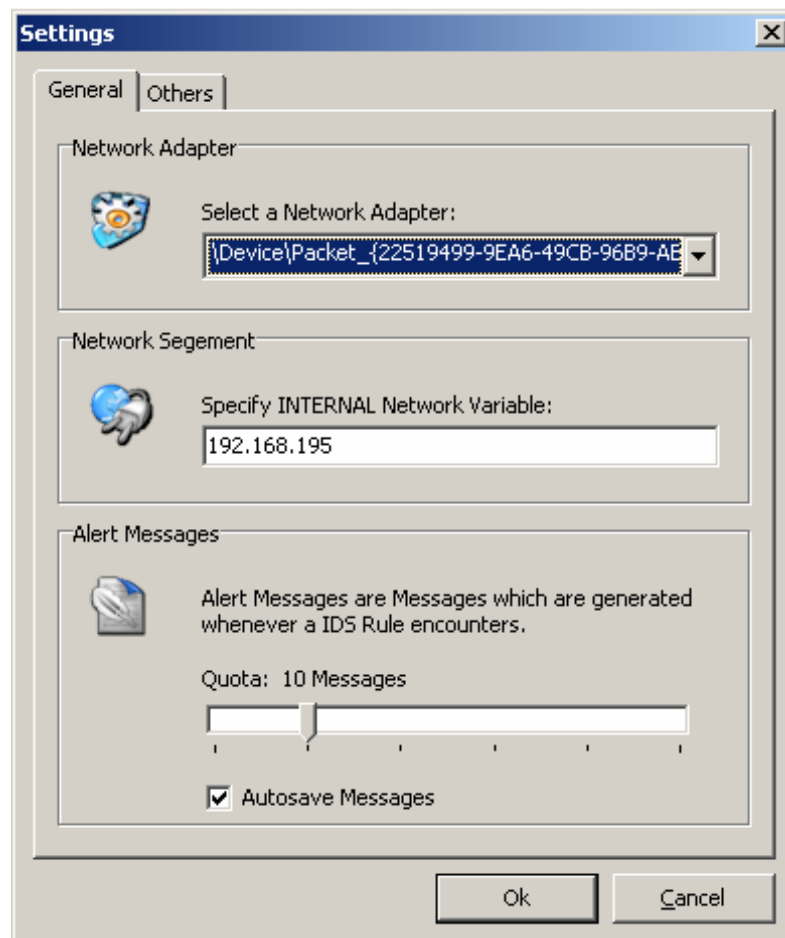 Settings
General Others
Network Adapter
Select a Network Adapter:
\Device\Packet_{22519499-9EA6-49CB-96B9-AE
Network Segement
Specify INTERNAL Network Variable:
192.168.195
Alert Messages
Alert Messages are Messages which are generated
whenever a IDS Rule encounters.
Quota: 10 Messages
Autosave Messages
Ok Cancel